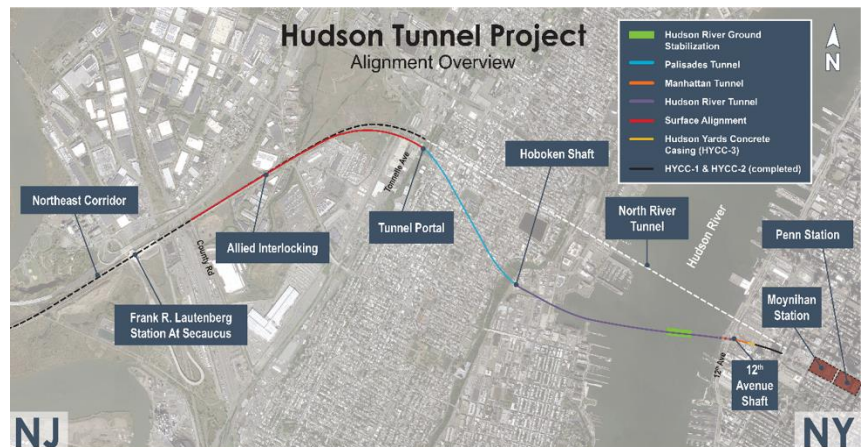 Hudson Tunnel Project
Alignment Overview
Hudson River Ground
Stabilization
Palisades Tunnel
Manhattan Tunnel
Hudson River Tunnel
Surface Alignment
Hudson Yards Concrete
Casing (HYCC-3)
HYCC-1 & HYCC-2 (completed)
N
Hoboken Shaft
Tonnelle Ave
Northeast Corridor
Tunnel Portal
North River
Tunnel
Hudson River
Penn Station
Allied Interlocking
County Rd
Moynihan
Station
Frank R. Lautenberg
Station At Secaucus
12th Ave
12th
Avenue
Shaft
NJ
NY